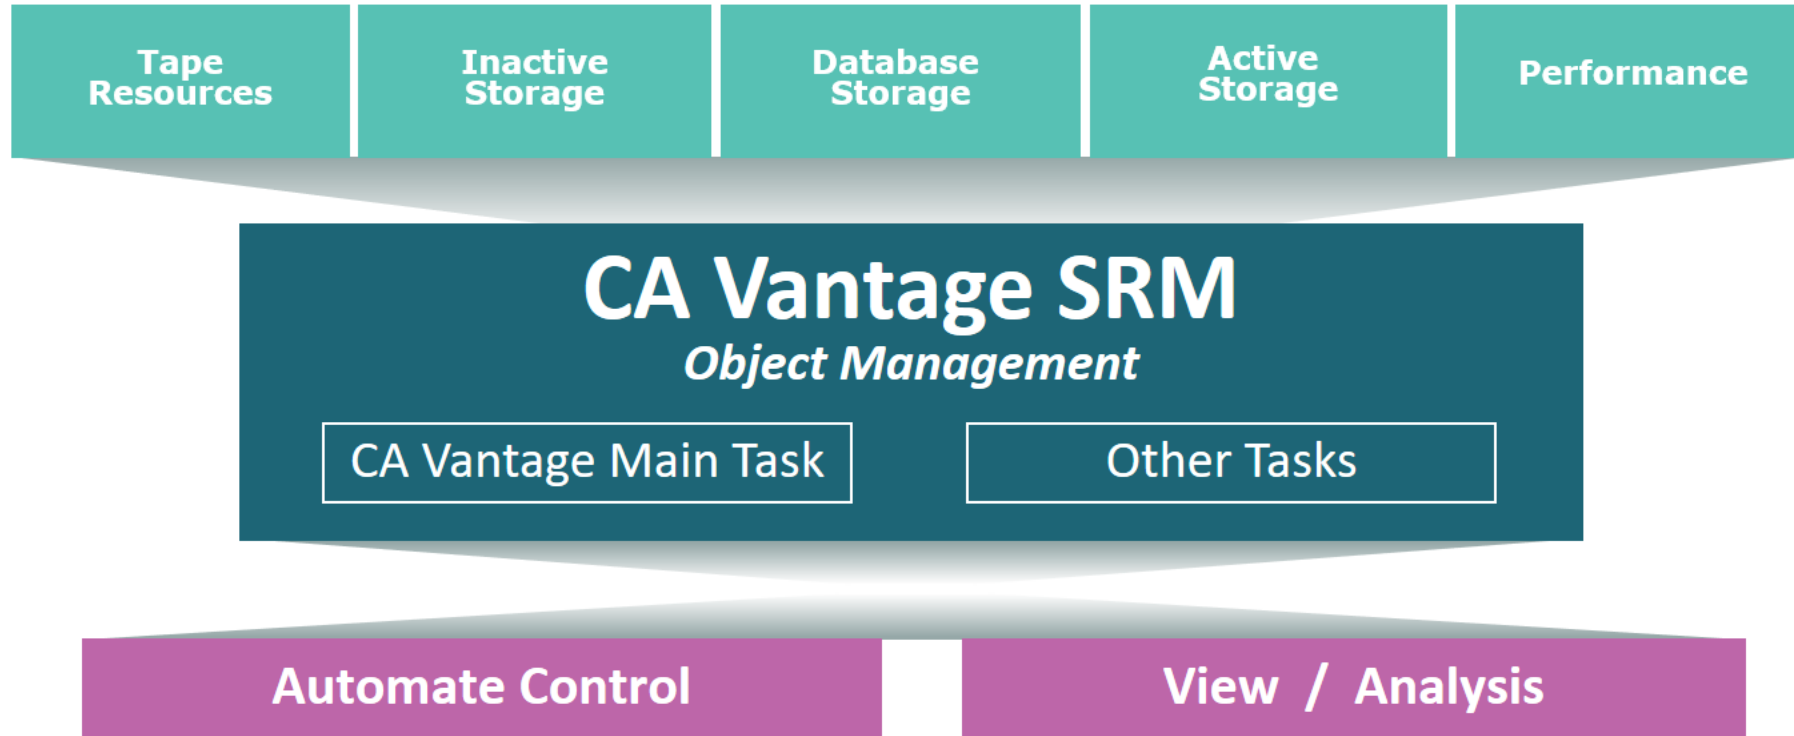 Tape
Resources
Inactive
Storage
Database
Storage
Active
Storage
Performance
CA Vantage SRM
Object Management
CA Vantage Main Task
Other Tasks
Automate Control
View / Analysis